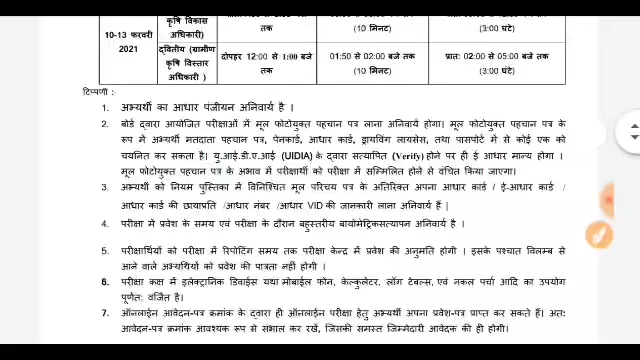 कृषि विकास
(10 मिनट)
(3:00 घंटे)
10-13 फरवरी
2021
अधिकारी)
तक
द्वितीय (ग्रामीण
कृषि विस्तार
अधिकारी )
दोपहर 12:00 से 1:00 बजे
तक
01:50 से 02:00 बजे तक
(10 मिनट)
प्रातः 02:00 से 05:00 बजे तक
(3:00 घंटे)
टिप्पणी :-
1. अभ्यर्थी का आधार पंजीयन अनिवार्य है ।
2. बोर्ड द्वारा आयोजित परीक्षाओं में मूल फोटोयुक्त पहचान पत्र लाना अनिवार्य होगा। मूल फोटोयुक्त पहचान पत्र के
रूप में अभ्यर्थी मतदाता पहचान पत्र, पेनकार्ड, आधार कार्ड, ड्रायविंग लायसेंस, तथा पासपोर्ट में से कोई एक को
चयनित कर सकता है। यु.आई.डी.ए.आई (UIDIA) के द्वारा सत्यापित (Verify) होने पर ही ई आधार मान्य होगा ।
मूल फोटोयुक्त पहचान पत्र के अभाव में परीक्षार्थी को परीक्षा में सम्मिलित होने से वंचित किया जाएगा।
3. अभ्यर्थी को नियम पुस्तिका में विनिश्चित मूल परिचय पत्र के अतिरिक्त अपना आधार कार्ड / ई आधार कार्ड /
आधार कार्ड की छायाप्रति /आधार नंबर /आधार VID की जानकारी लाना अनिवार्य हैं ।
4. परीक्षा में प्रवेश के समय एवं परीक्षा के दौरान बहुस्तरीय बायोमेट्रिकसत्यापन अनिवार्य है ।
5. परीक्षार्थियों को परीक्षा में रिपोर्टिंग समय तक परीक्षा केन्द्र में प्रवेश की अनुमति होगी । इसके पश्चात विलम्ब से
आने वाले अभ्यर्थियों को प्रवेश की पात्रता नहीं होगी ।
6. परीक्षा कक्ष में इलेक्ट्रानिक डिवाईस यथा मोबाईल फोन, केल्कुलेटर, लॉग टेबल्स, एवं नकल पर्चा आदि का उपयोग
पूर्णतः वर्जित है।
7. ऑनलाईन आवेदन-पत्र क्रमांक के द्वारा ही ऑनलाईन परीक्षा हेतु अभ्यर्थी अपना प्रवेश-पत्र प्राप्त कर सकते हैं। अतः
आवेदन-पत्र क्रमांक आवश्यक रूप से संभाल कर रखें, जिसकी समस्त जिम्मेदारी आवेदक की ही होगी।